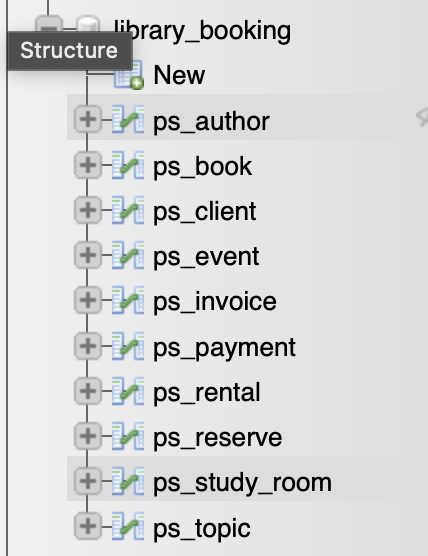 library_booking
Structure
New
ps_author
ps_book
ps_client
ps_event
ps_invoice
ps_payment
ps_rental
ps_reserve
ps_study_room
ps_topic